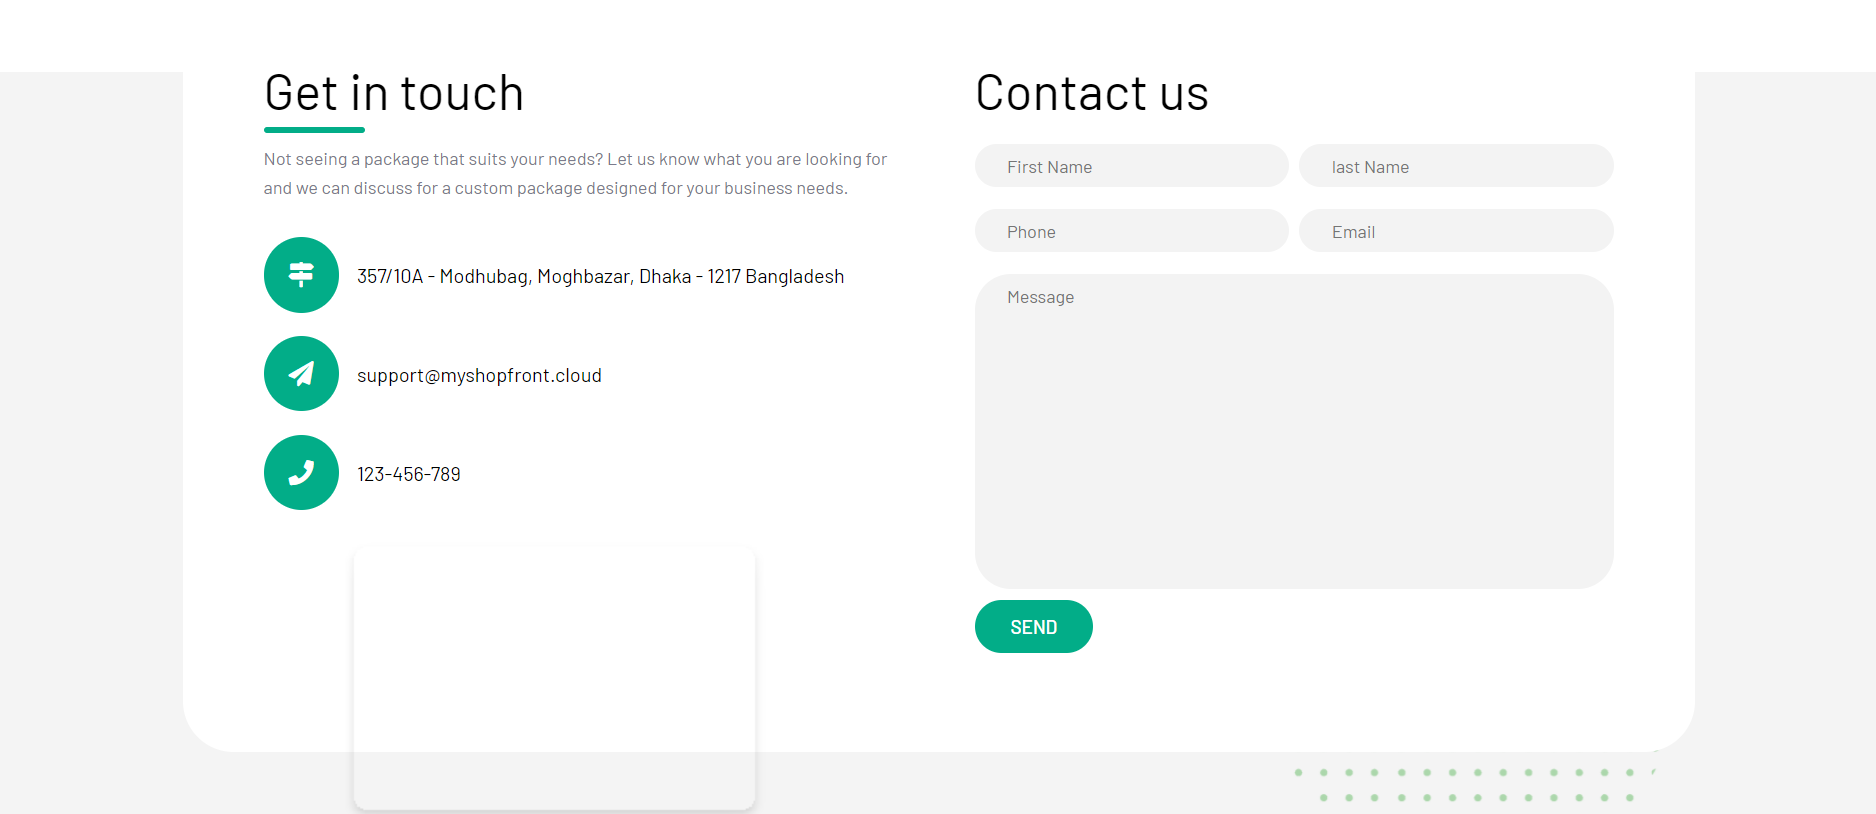 Get in touch
Not seeing a package that suits your needs? Let us know what you are looking for
and we can discuss for a custom package designed for your business needs.
357/10A - Modhubag, Moghbazar, Dhaka - 1217 Bangladesh
support@myshopfront.cloud
123-456-789
Contact us
First Name
last Name
Phone
Email
Message
SEND